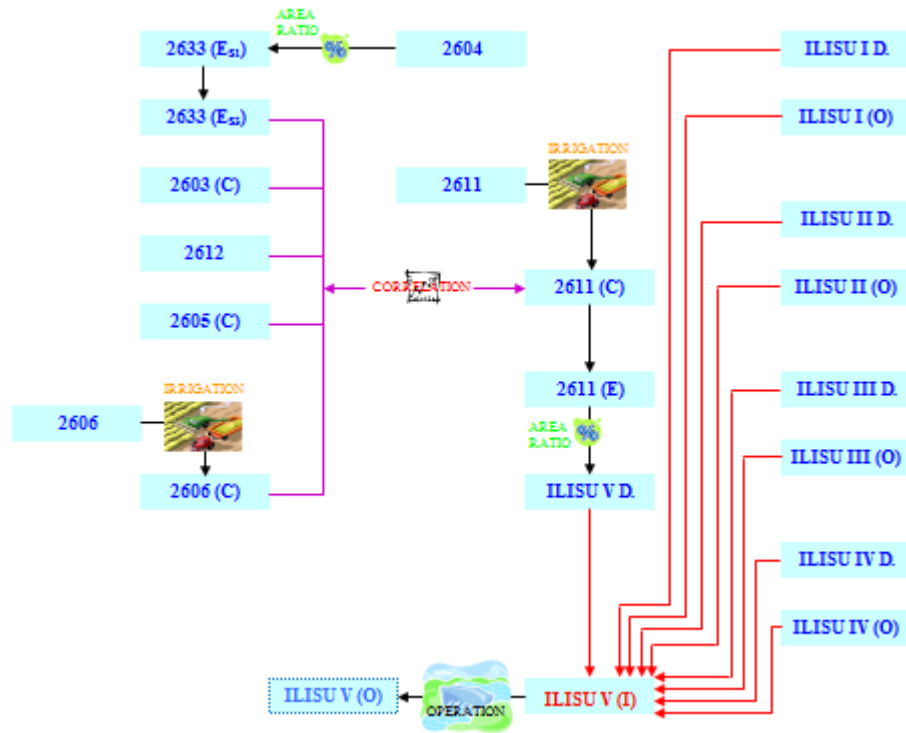 AREA
RATIO
2633 (ES1)
2604
ILISU I D.
2633 (ES2)
ILISU I (O)
IRRIGATION
2603 (C)
2611
ILISU II D.
2612
CORRELATION
2611 (C)
ILISU II (O)
2605 (C)
IRRIGATION
2611 (E)
ILISU III D.
2606
AREA
RATIO
ILISU III (O)
2606 (C)
ILISU V D.
ILISU IV D.
ILISU IV (O)
ILISU V (O)
OPERATION
ILISU V (I)